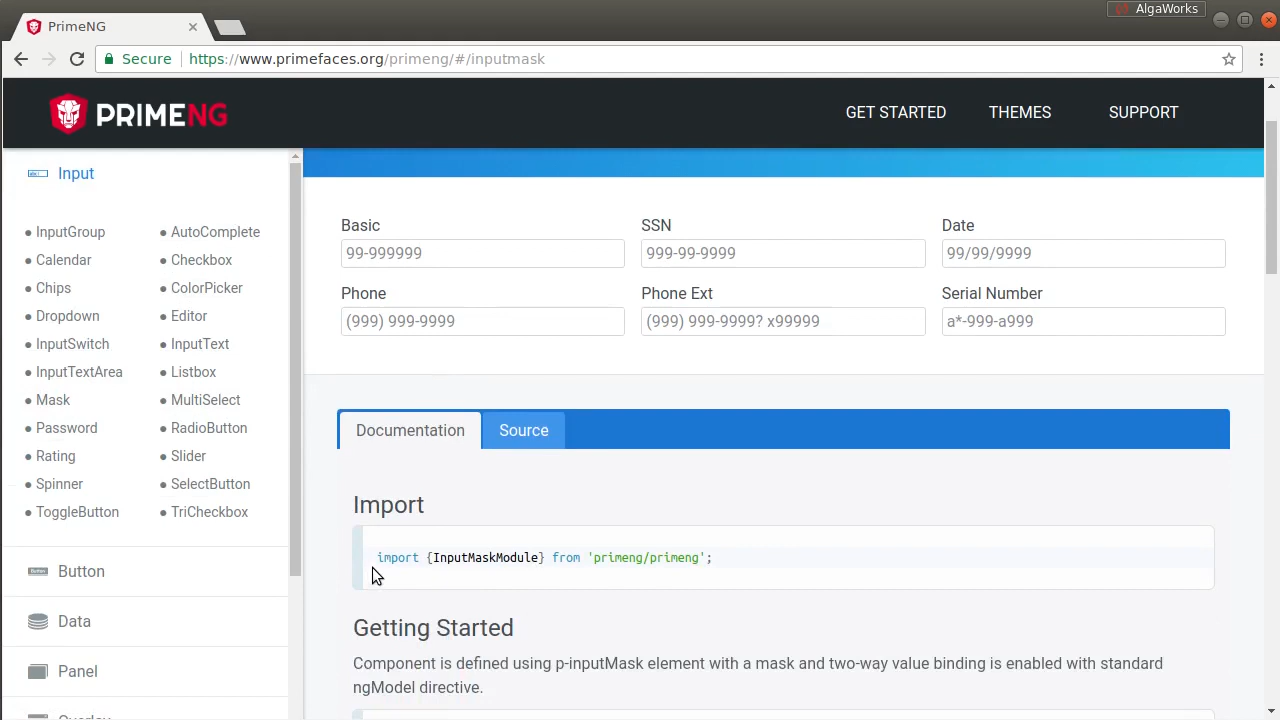 AlgaWorks
PrimeNG
Secure https://www.primefaces.org/primeng/#/inputmask
PRIMENG
GET STARTED THEMES SUPPORT
Input
InputGroup AutoComplete
Calendar Checkbox
Chips ColorPicker
Dropdown Editor
InputSwitch InputText
InputTextArea Listbox
Mask MultiSelect
Password RadioButton
Rating Slider
Spinner SelectButton
ToggleButton TriCheckbox
Button
Data
Panel
Overlay
Basic SSN Date
99-999999 999-99-9999 99/99/9999
Phone Phone Ext Serial Number
(999) 999-9999 (999) 999-9999? x99999 a*-999-a999
Documentation Source
Import
import {InputMaskModule} from 'primeng/primeng';
Getting Started
Component is defined using p-inputMask element with a mask and two-way value binding is enabled with standard
ngModel directive.